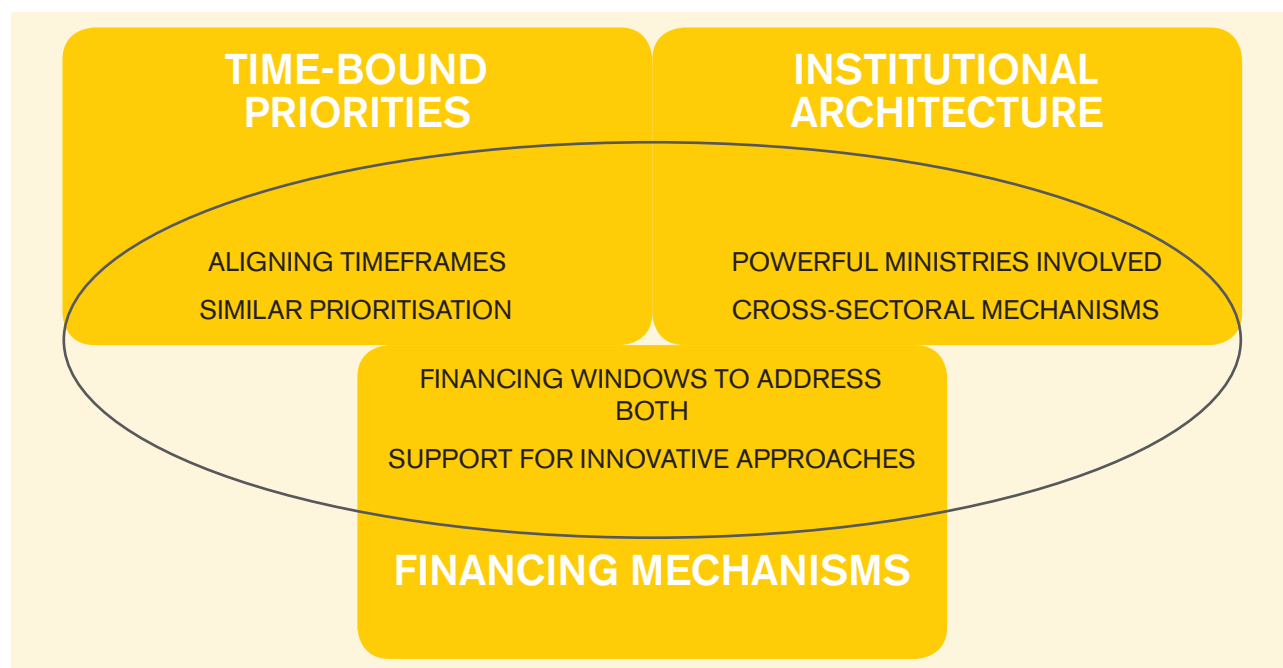 TIME-BOUND
PRIORITIES
ALIGNING TIMEFRAMES
SIMILAR PRIORITISATION
INSTITUTIONAL
ARCHITECTURE
POWERFUL MINISTRIES INVOLVED
CROSS-SECTORAL MECHANISMS
FINANCING WINDOWS TO ADDRESS
BOTH
SUPPORT FOR INNOVATIVE APPROACHES
FINANCING MECHANISMS